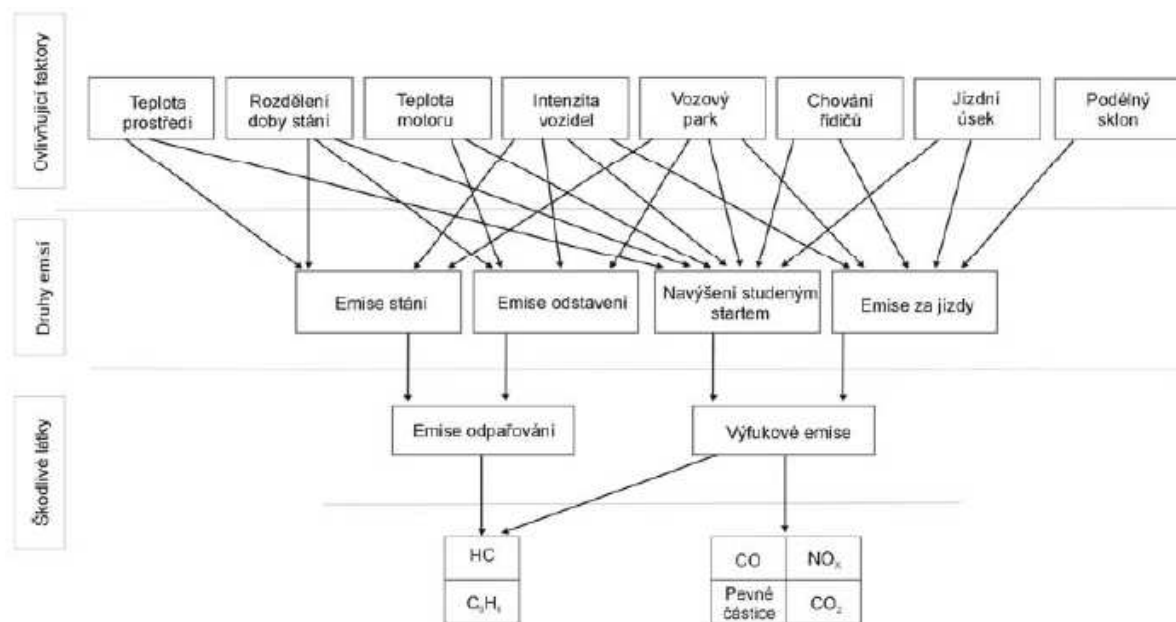 Ovlivňující faktory
Teplota
prostředí
Rozdělení
doby stání
Teplota
motoru
Intenzita
vozidel
Vozový
park
Chování
řidičů
Jízdní
úsek
Podélný
sklon
Druhy emisí
Emise stání
Emise odstavení
Navýšení studeným
startem
Emise za jízdy
Škodlivé látky
Emise odpařování
Výfukové emise
HC
CO
NOₓ
Pevné
částice
CO₂